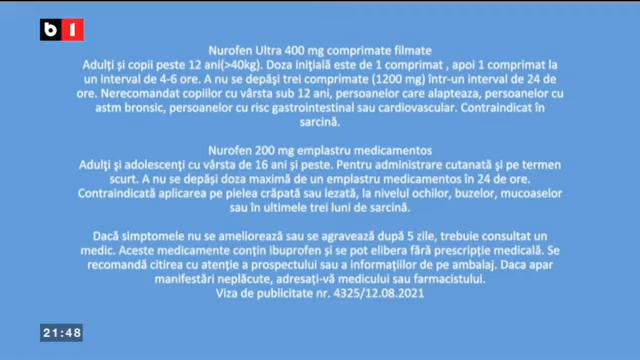 B1
Nurofen Ultra 400 mg comprimate filmate
Adulți și copii peste 12 ani(>40kg). Doza inițială este de 1 comprimat , apoi 1 comprimat la
un interval de 4-6 ore. A nu se depăşi trei comprimate (1200 mg) într-un interval de 24 de
ore. Nerecomandat copiilor cu vârsta sub 12 ani, persoanelor care alapteaza, persoanelor cu
astm bronsic, persoanelor cu risc gastrointestinal sau cardiovascular. Contraindicat în
sarcină.
Nurofen 200 mg emplastru medicamentos
Adulţi şi adolescenţi cu vârsta de 16 ani şi peste. Pentru administrare cutanată şi pe termen
scurt. A nu se depăși doza maximă de un emplastru medicamentos în 24 de ore.
Contraindicată aplicarea pe pielea crăpată sau lezată, la nivelul ochilor, buzelor, mucoaselor
sau în ultimele trei luni de sarcină.
Dacă simptomele nu se ameliorează sau se agravează după 5 zile, trebuie consultat un
medic. Aceste medicamente conțin ibuprofen și se pot elibera fără prescripție medicală. Se
recomandă citirea cu atenție a prospectului sau a informațiilor de pe ambalaj. Daca apar
manifestări neplăcute, adresați-vă medicului sau farmacistului.
Viza de publicitate nr. 4325/12.08.2021
21:48